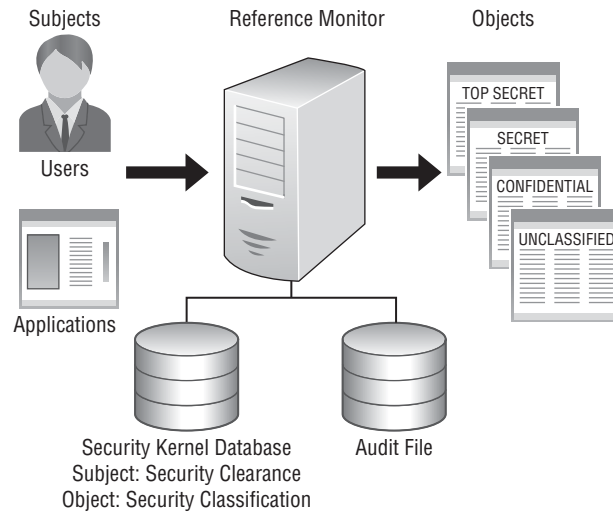 Subjects
Reference Monitor
Objects
Users
Applications
TOP SECRET
SECRET
CONFIDENTIAL
UNCLASSIFIED
Security Kernel Database
Subject: Security Clearance
Object: Security Classification
Audit File